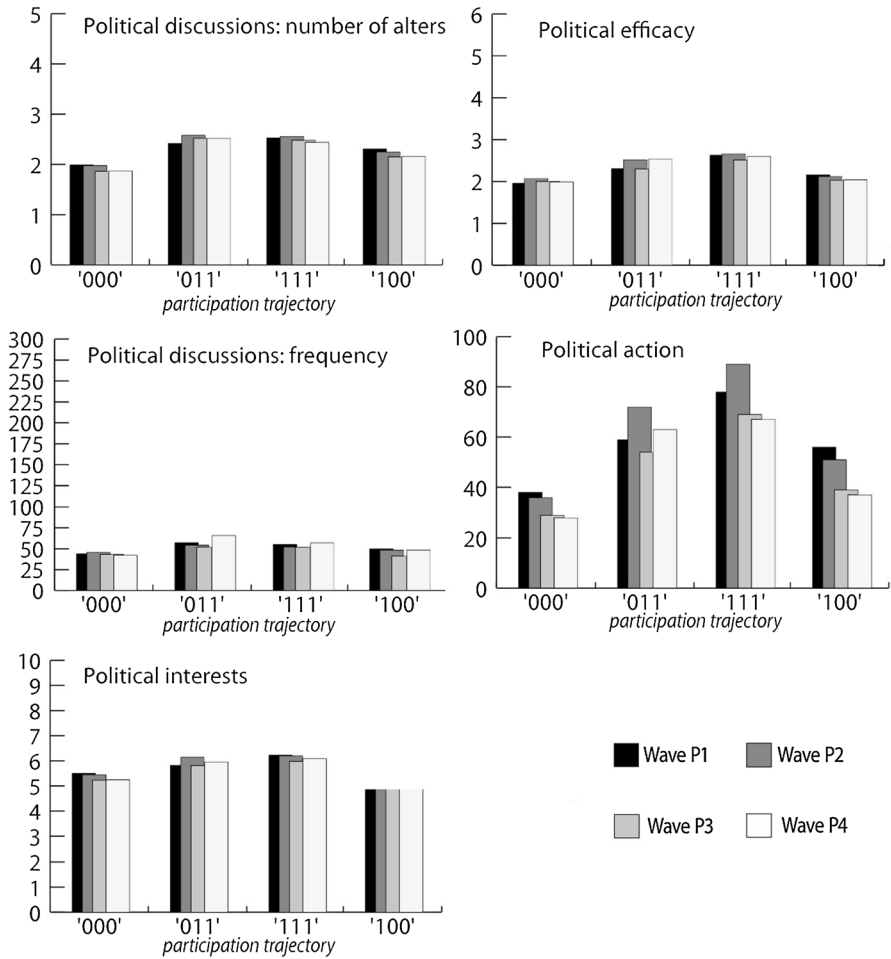 Political discussions: number of alters
5
4
3
2
1
0
'000' '011' '111' '100'
participation trajectory
Political efficacy
6
5
4
3
2
1
0
'000' '011' '111' '100'
participation trajectory
Political discussions: frequency
300
275
250
225
200
175
150
125
100
75
50
25
0
'000' '011' '111' '100'
participation trajectory
Political action
100
80
60
40
20
0
'000' '011' '111' '100'
participation trajectory
Political interests
10
9
8
7
6
5
4
3
2
1
0
'000' '011' '111' '100'
participation trajectory
Wave P1 Wave P2
Wave P3 Wave P4